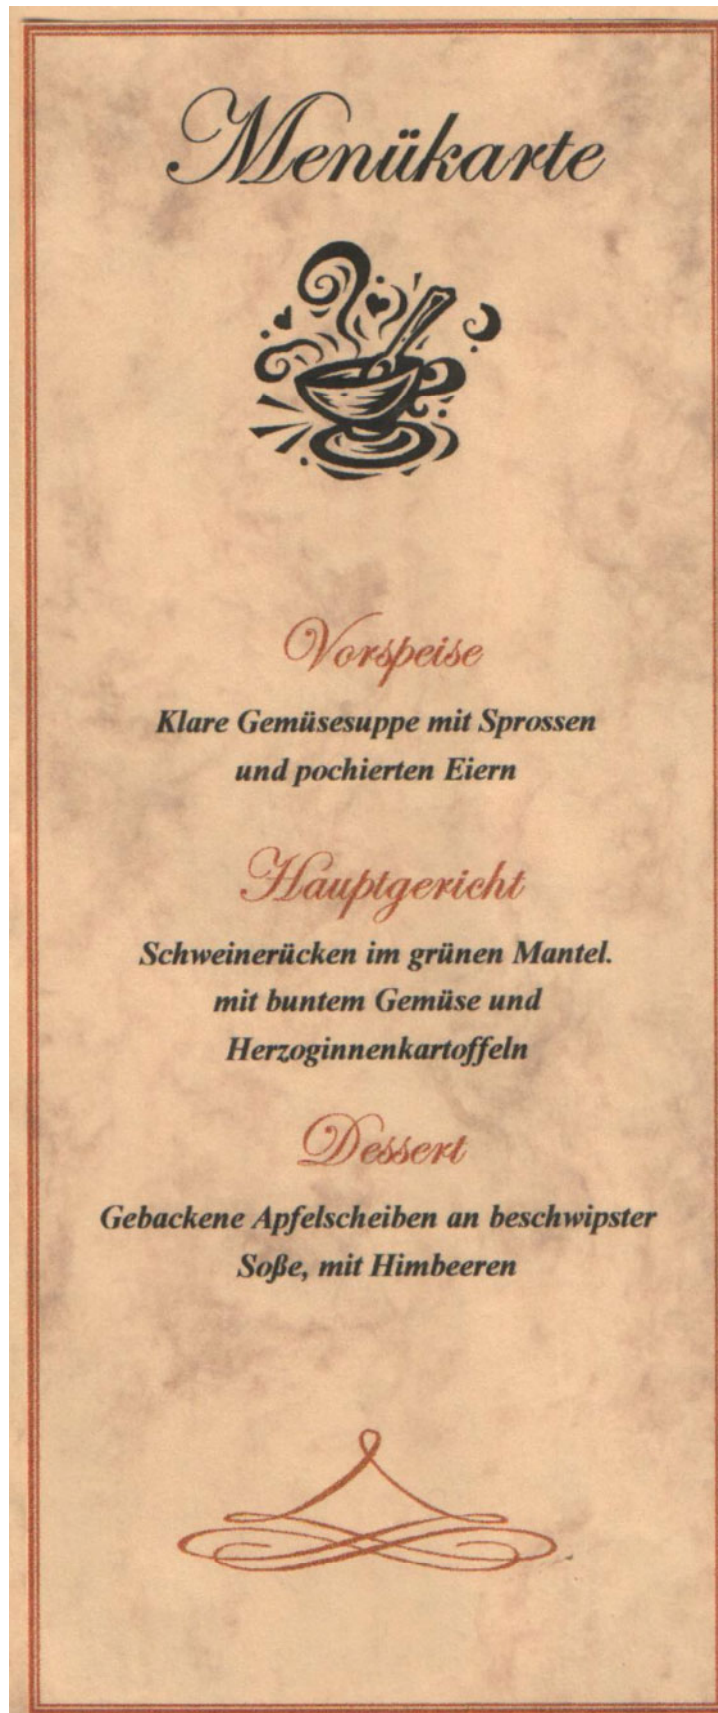 Menükarte
Vorspeise
Klare Gemüsesuppe mit Sprossen
und pochierten Eiern
Hauptgericht
Schweinerücken im grünen Mantel.
mit buntem Gemüse und
Herzoginnenkartoffeln
Dessert
Gebackene Apfelscheiben an beschwipster
Soße, mit Himbeeren